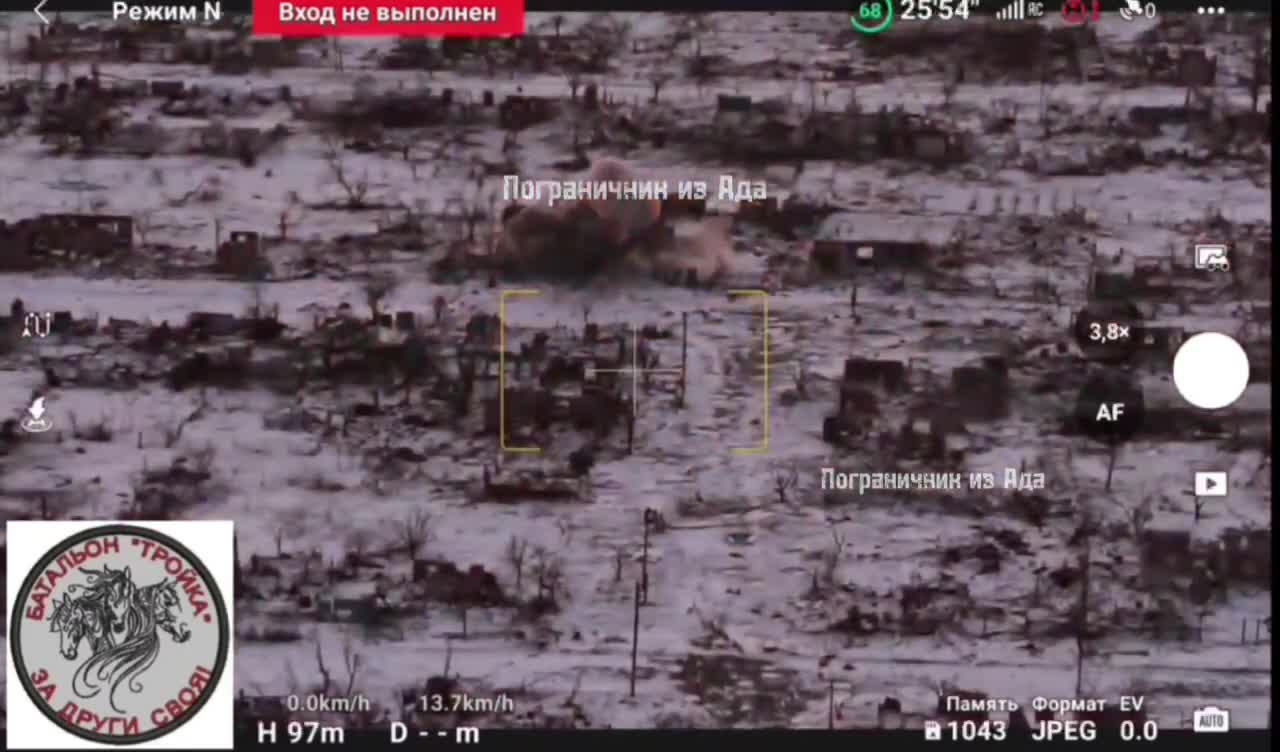 Режим N
Вход не выполнен
68
25'54"
RC
0
Пограничник из Ада
3,8×
AF
Пограничник из Ада
БАТАЛЬОН "ТРОЙКА"
ЗА ДРУГИ СВОЯ!
0.0km/h 13.7km/h
H 97m D - - m
Память Формат EV
1043 JPEG 0.0
AUTO